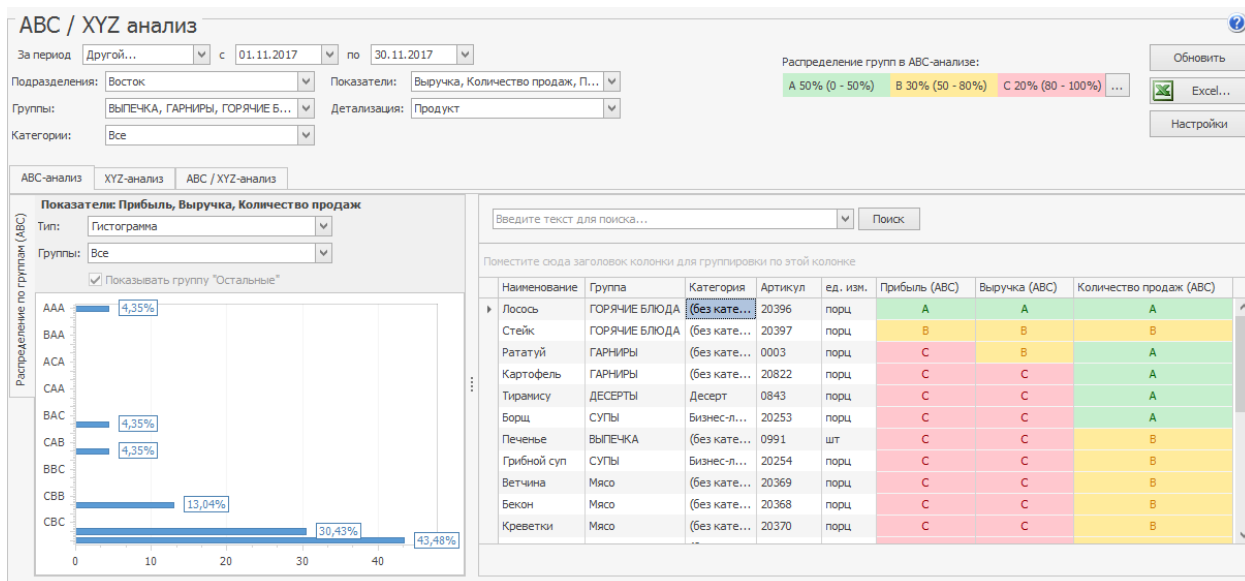 ABC / XYZ анализ
За период Другой... с 01.11.2017 по 30.11.2017
Подразделения: Восток Показатели: Выручка, Количество продаж, П...
Группы: ВЫПЕЧКА, ГАРНИРЫ, ГОРЯЧИЕ Б... Детализация: Продукт
Категории: Все
Распределение групп в ABC-анализе:
A 50% (0 - 50%) B 30% (50 - 80%) C 20% (80 - 100%) ...
Обновить
Excel...
Настройки
ABC-анализ XYZ-анализ ABC / XYZ-анализ
Распределение по группам (ABC)
Показатели: Прибыль, Выручка, Количество продаж
Тип: Гистограмма
Группы: Все
Показывать группу "Остальные"
AAA 4,35%
BAA
ACA
CAA
BAC 4,35%
CAB 4,35%
BBC
CBB 13,04%
CBC 30,43%
43,48%
0 10 20 30 40
Введите текст для поиска... Поиск
Поместите сюда заголовок колонки для группировки по этой колонке
Наименование Группа Категория Артикул ед. изм. Прибыль (ABC) Выручка (ABC) Количество продаж (ABC)
Лосось ГОРЯЧИЕ БЛЮДА (без кате... 20396 порц A A A
Стейк ГОРЯЧИЕ БЛЮДА (без кате... 20397 порц B B B
Рататуй ГАРНИРЫ (без кате... 0003 порц C B A
Картофель ГАРНИРЫ (без кате... 20822 порц C C A
Тирамису ДЕСЕРТЫ Десерт 0843 порц C C A
Борщ СУПЫ Бизнес-л... 20253 порц C C A
Печенье ВЫПЕЧКА (без кате... 0991 шт C C B
Грибной суп СУПЫ Бизнес-л... 20254 порц C C B
Ветчина Мясо (без кате... 20369 порц C C B
Бекон Мясо (без кате... 20368 порц C C B
Креветки Мясо (без кате... 20370 порц C C B